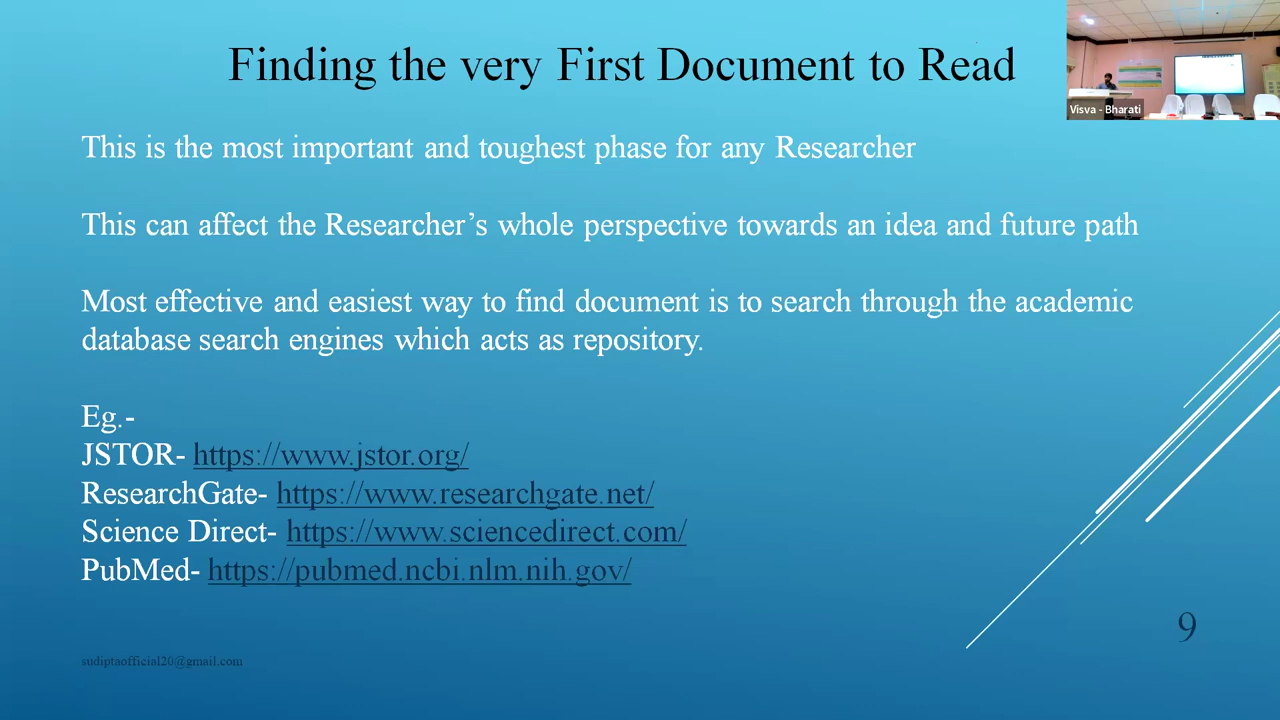 Finding the very First Document to Read
Visva - Bharati
This is the most important and toughest phase for any Researcher
This can affect the Researcher’s whole perspective towards an idea and future path
Most effective and easiest way to find document is to search through the academic
database search engines which acts as repository.
Eg.-
JSTOR- https://www.jstor.org/
ResearchGate- https://www.researchgate.net/
Science Direct- https://www.sciencedirect.com/
PubMed- https://pubmed.ncbi.nlm.nih.gov/
9
sudiptaofficial20@gmail.com